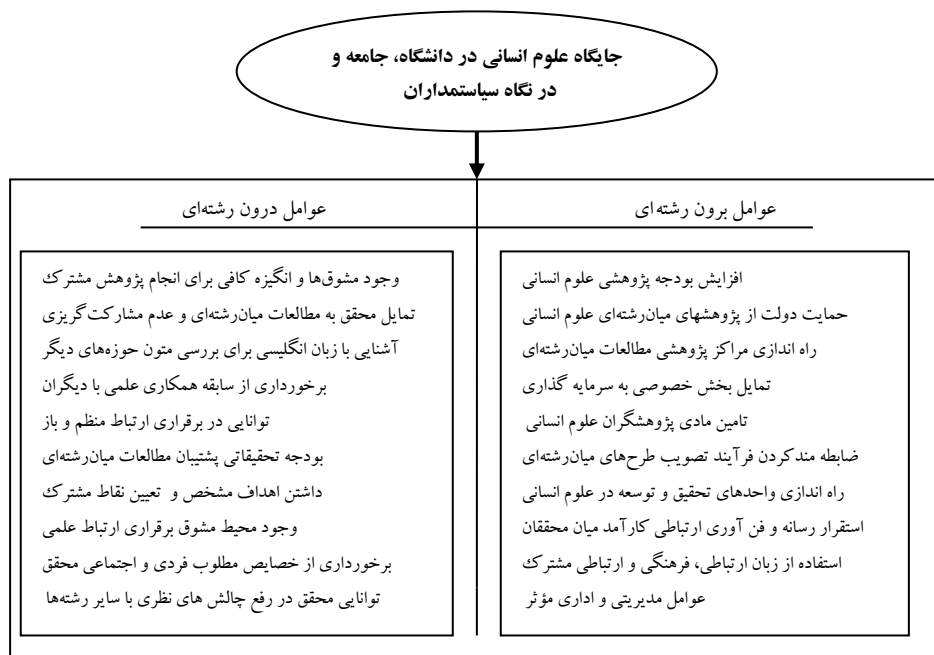 جایگاه علوم انسانی در دانشگاه، جامعه و
در نگاه سیاستمداران
عوامل برون رشته‌ای
افزایش بودجه پژوهشی علوم انسانی
حمایت دولت از پژوهشهای میان‌رشته‌ای علوم انسانی
راه اندازی مراکز پژوهشی مطالعات میان‌رشته‌ای
تمایل بخش خصوصی به سرمایه گذاری
تامین مادی پژوهشگران علوم انسانی
ضابطه مندکردن فرآیند تصویب طرح‌های میان‌رشته‌ای
راه اندازی واحدهای تحقیق و توسعه در علوم انسانی
استقرار رسانه و فن آوری ارتباطی کارآمد میان محققان
استفاده از زبان ارتباطی، فرهنگی و ارتباطی مشترک
عوامل مدیریتی و اداری مؤثر
عوامل درون رشته‌ای
وجود مشوق‌ها و انگیزه کافی برای انجام پژوهش مشترک
تمایل محقق به مطالعات میان‌رشته‌ای و عدم مشارکت‌گریزی
آشنایی با زبان انگلیسی برای بررسی متون حوزه‌های دیگر
برخورداری از سابقه همکاری علمی با دیگران
توانایی در برقراری ارتباط منظم و باز
بودجه تحقیقاتی پشتیبان مطالعات میان‌رشته‌ای
داشتن اهداف مشخص و تعیین نقاط مشترک
وجود محیط مشوق برقراری ارتباط علمی
برخورداری از خصایص مطلوب فردی و اجتماعی محقق
توانایی محقق در رفع چالش های نظری با سایر رشته‌ها